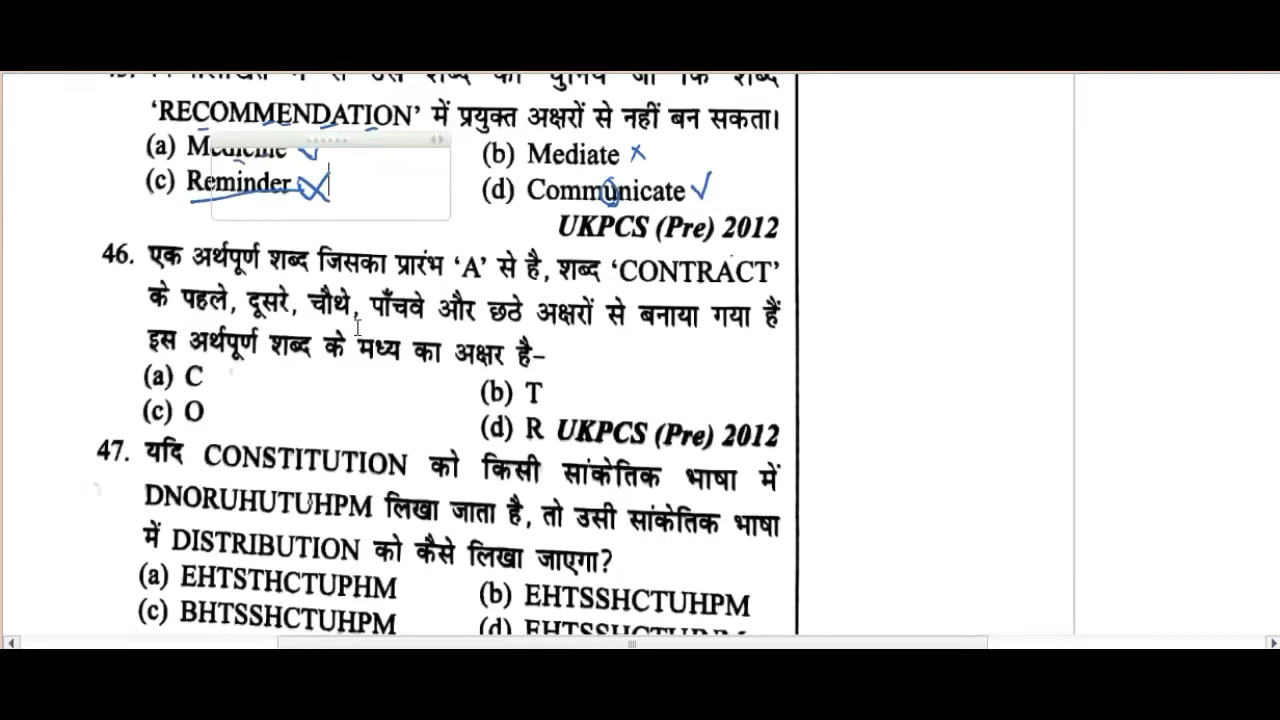 'RECOMMENDATION' में प्रयुक्त अक्षरों से नहीं बन सकता।
(a) Medicine (b) Mediate
(c) Reminder (d) Communicate
UKPCS (Pre) 2012
46. एक अर्थपूर्ण शब्द जिसका प्रारंभ 'A' से है, शब्द 'CONTRACT'
के पहले, दूसरे, चौथे, पाँचवे और छठे अक्षरों से बनाया गया हैं
इस अर्थपूर्ण शब्द के मध्य का अक्षर है-
(a) C (b) T
(c) O (d) R UKPCS (Pre) 2012
47. यदि CONSTITUTION को किसी सांकेतिक भाषा में
DNORUHUTUHPM लिखा जाता है, तो उसी सांकेतिक भाषा
में DISTRIBUTION को कैसे लिखा जाएगा?
(a) EHTSTHCTUPHM (b) EHTSSHCTUHPM
(c) BHTSSHCTUHPM (d)